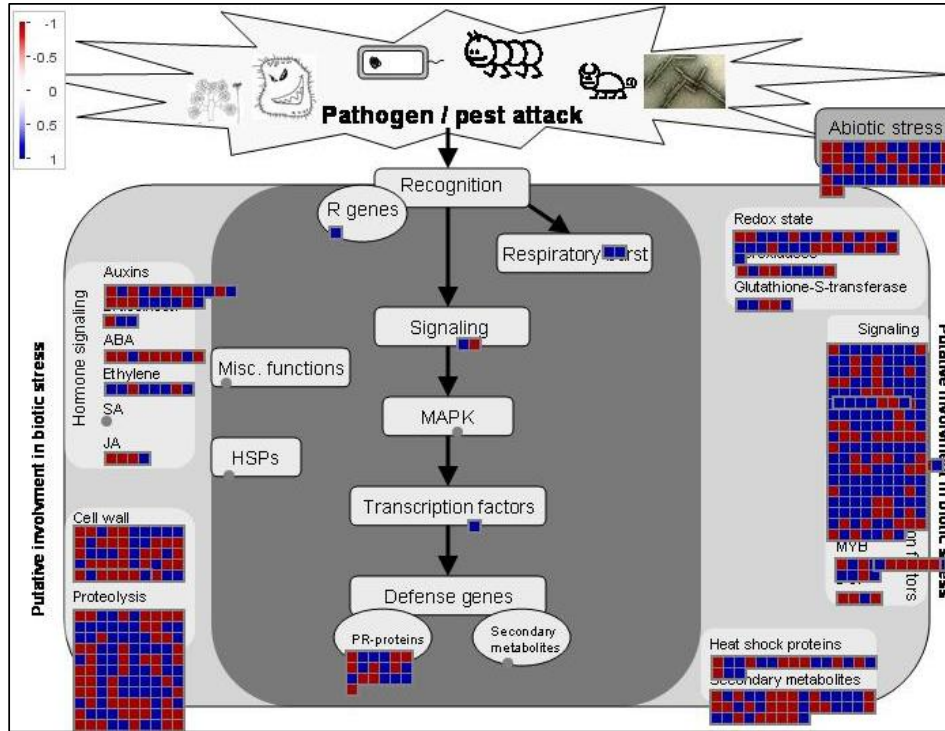 -1
-0.5
0
0.5
1
Pathogen / pest attack
Abiotic stress
Recognition
R genes
Respiratory burst
Redox state
Glutathione-S-transferase
Hormone signaling
Auxins
ABA
Ethylene
SA
JA
Signaling
Signaling
Misc. functions
MAPK
HSPs
Transcription factors
Putative involvment in biotic stress
Cell wall
Proteolysis
MYB
Defense genes
PR-proteins
Secondary
metabolites
Heat shock proteins
Secondary metabolites